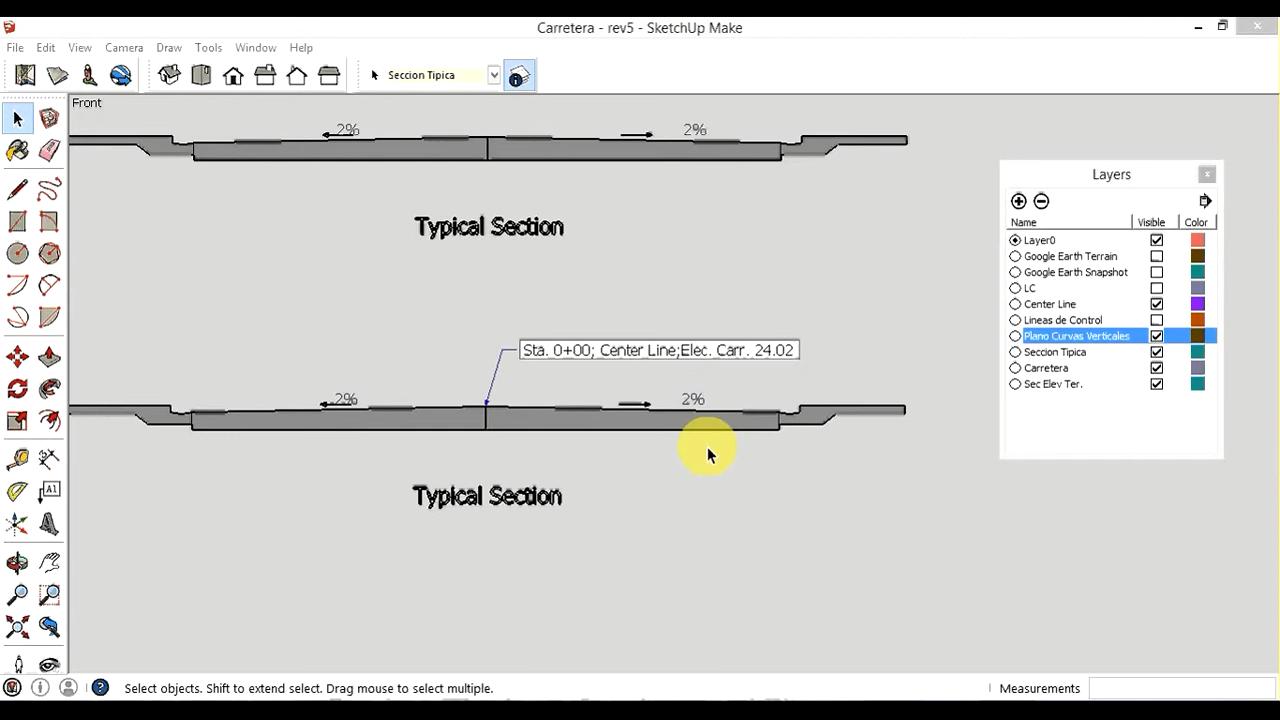 Carretera - rev5 - SketchUp Make
File Edit View Camera Draw Tools Window Help
Seccion Tipica
Front
2% 2%
Typical Section
Sta. 0+00; Center Line;Elec. Carr. 24.02
2% 2%
Typical Section
Layers
Name Visible Color
Layer0
Google Earth Terrain
Google Earth Snapshot
LC
Center Line
Lineas de Control
Plano Curvas Verticales
Seccion Tipica
Carretera
Sec Elev Ter.
A1
Select objects. Shift to extend select. Drag mouse to select multiple.
Measurements